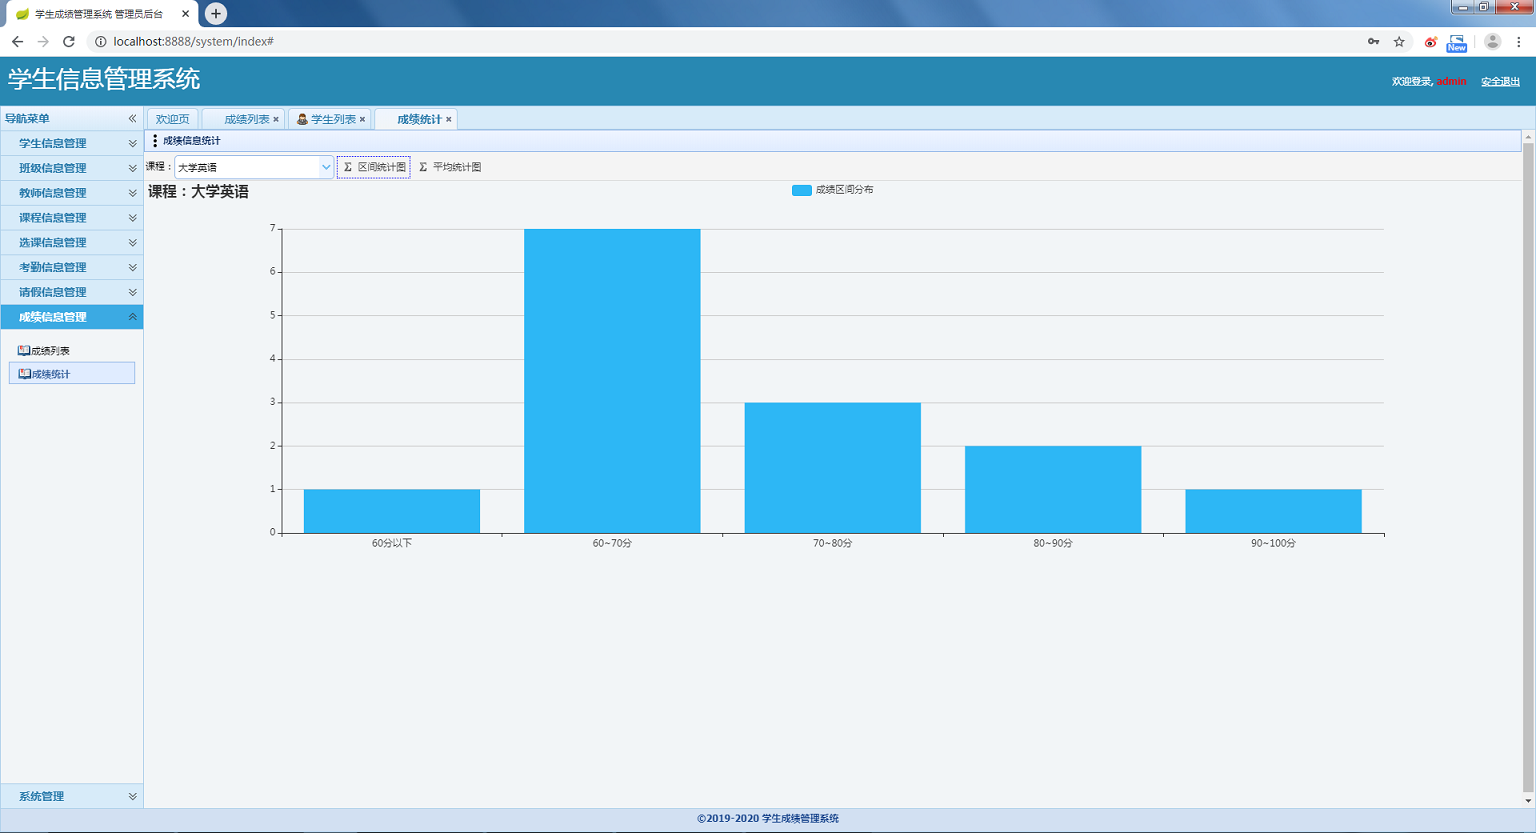 学生成绩管理系统 管理员后台
localhost:8888/system/index#
New
学生信息管理系统
欢迎登录, admin 安全退出
导航菜单
学生信息管理
班级信息管理
教师信息管理
课程信息管理
选课信息管理
考勤信息管理
请假信息管理
成绩信息管理
成绩列表
成绩统计
系统管理
欢迎页 成绩列表 学生列表 成绩统计
成绩信息统计
课程： 大学英语 Σ 区间统计图 Σ 平均统计图
课程：大学英语
成绩区间分布
7
6
5
4
3
2
1
0
60分以下 60~70分 70~80分 80~90分 90~100分
©2019-2020 学生成绩管理系统